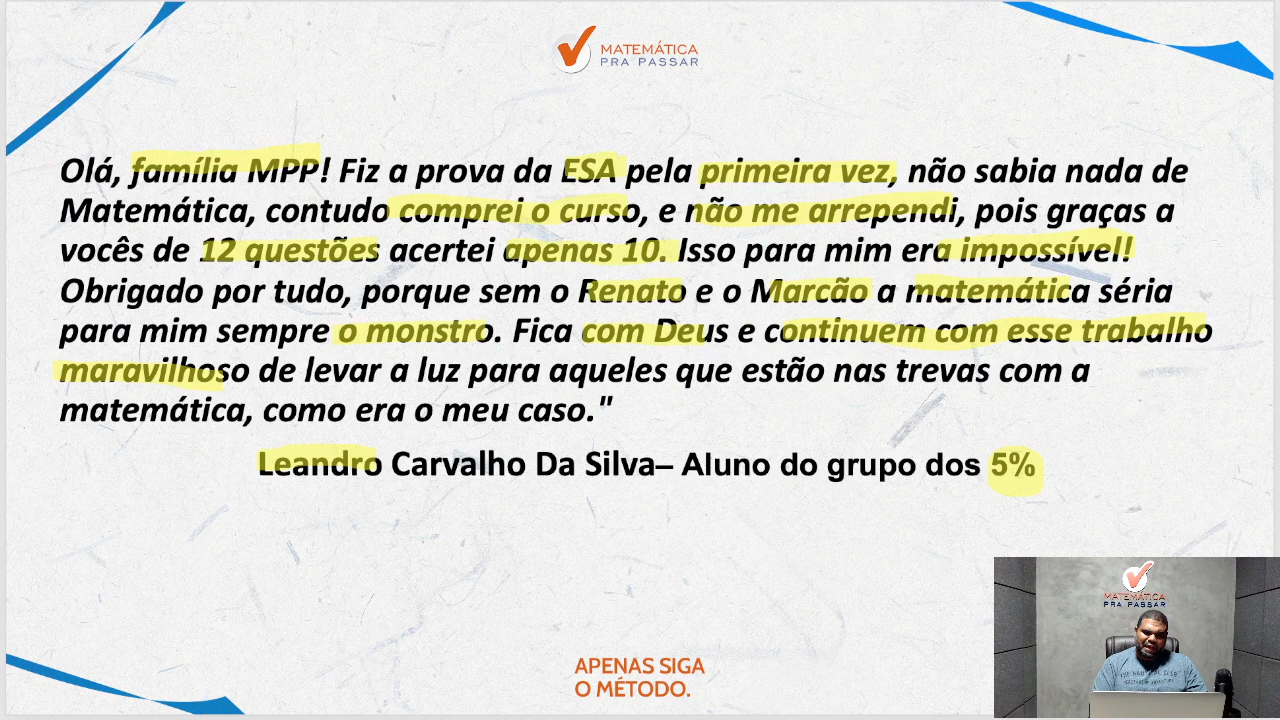 MATEMÁTICA
PRA PASSAR
Olá, família MPP! Fiz a prova da ESA pela primeira vez, não sabia nada de
Matemática, contudo comprei o curso, e não me arrependi, pois graças a
vocês de 12 questões acertei apenas 10. Isso para mim era impossível!
Obrigado por tudo, porque sem o Renato e o Marcão a matemática séria
para mim sempre o monstro. Fica com Deus e continuem com esse trabalho
maravilhoso de levar a luz para aqueles que estão nas trevas com a
matemática, como era o meu caso."
Leandro Carvalho Da Silva– Aluno do grupo dos 5%
MATEMÁTICA
PRA PASSAR
APENAS SIGA
O MÉTODO.